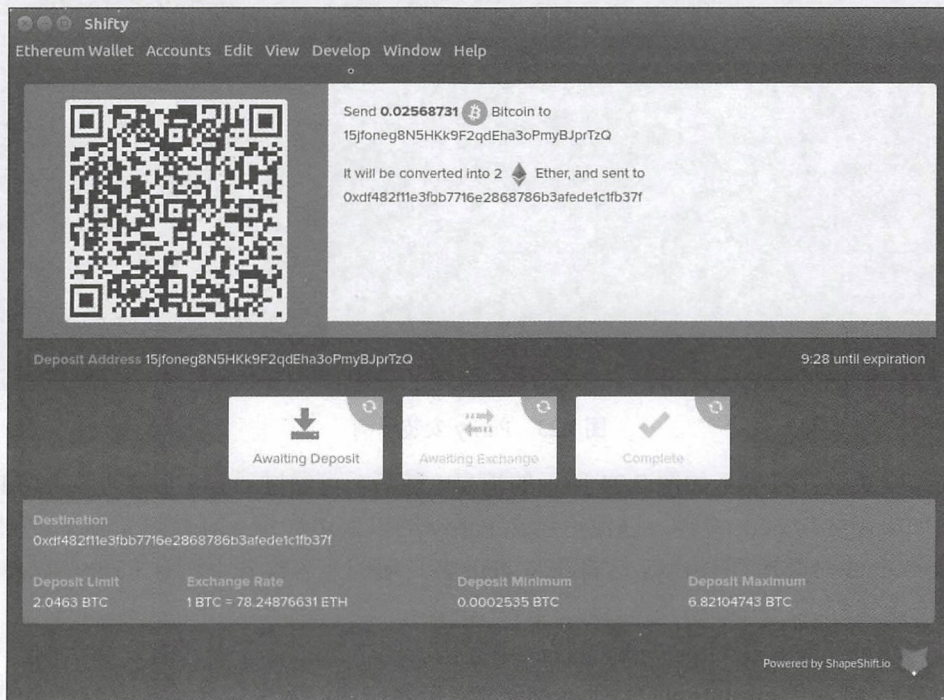 Shifty
Ethereum Wallet Accounts Edit View Develop Window Help
Send 0.02568731 Bitcoin to
15jfoneg8N5HKk9F2qdEha3oPmyBJprTzQ
It will be converted into 2 Ether, and sent to
0xdf482f11e3fbb7716e2868786b3afede1c1fb37f
Deposit Address 15jfoneg8N5HKk9F2qdEha3oPmyBJprTzQ
9:28 until expiration
Awaiting Deposit
Awaiting Exchange
Complete
Destination
0xdf482f11e3fbb7716e2868786b3afede1c1fb37f
Deposit Limit Exchange Rate Deposit Minimum Deposit Maximum
2.0463 BTC 1 BTC = 78.24876631 ETH 0.0002535 BTC 6.82104743 BTC
Powered by ShapeShift.io